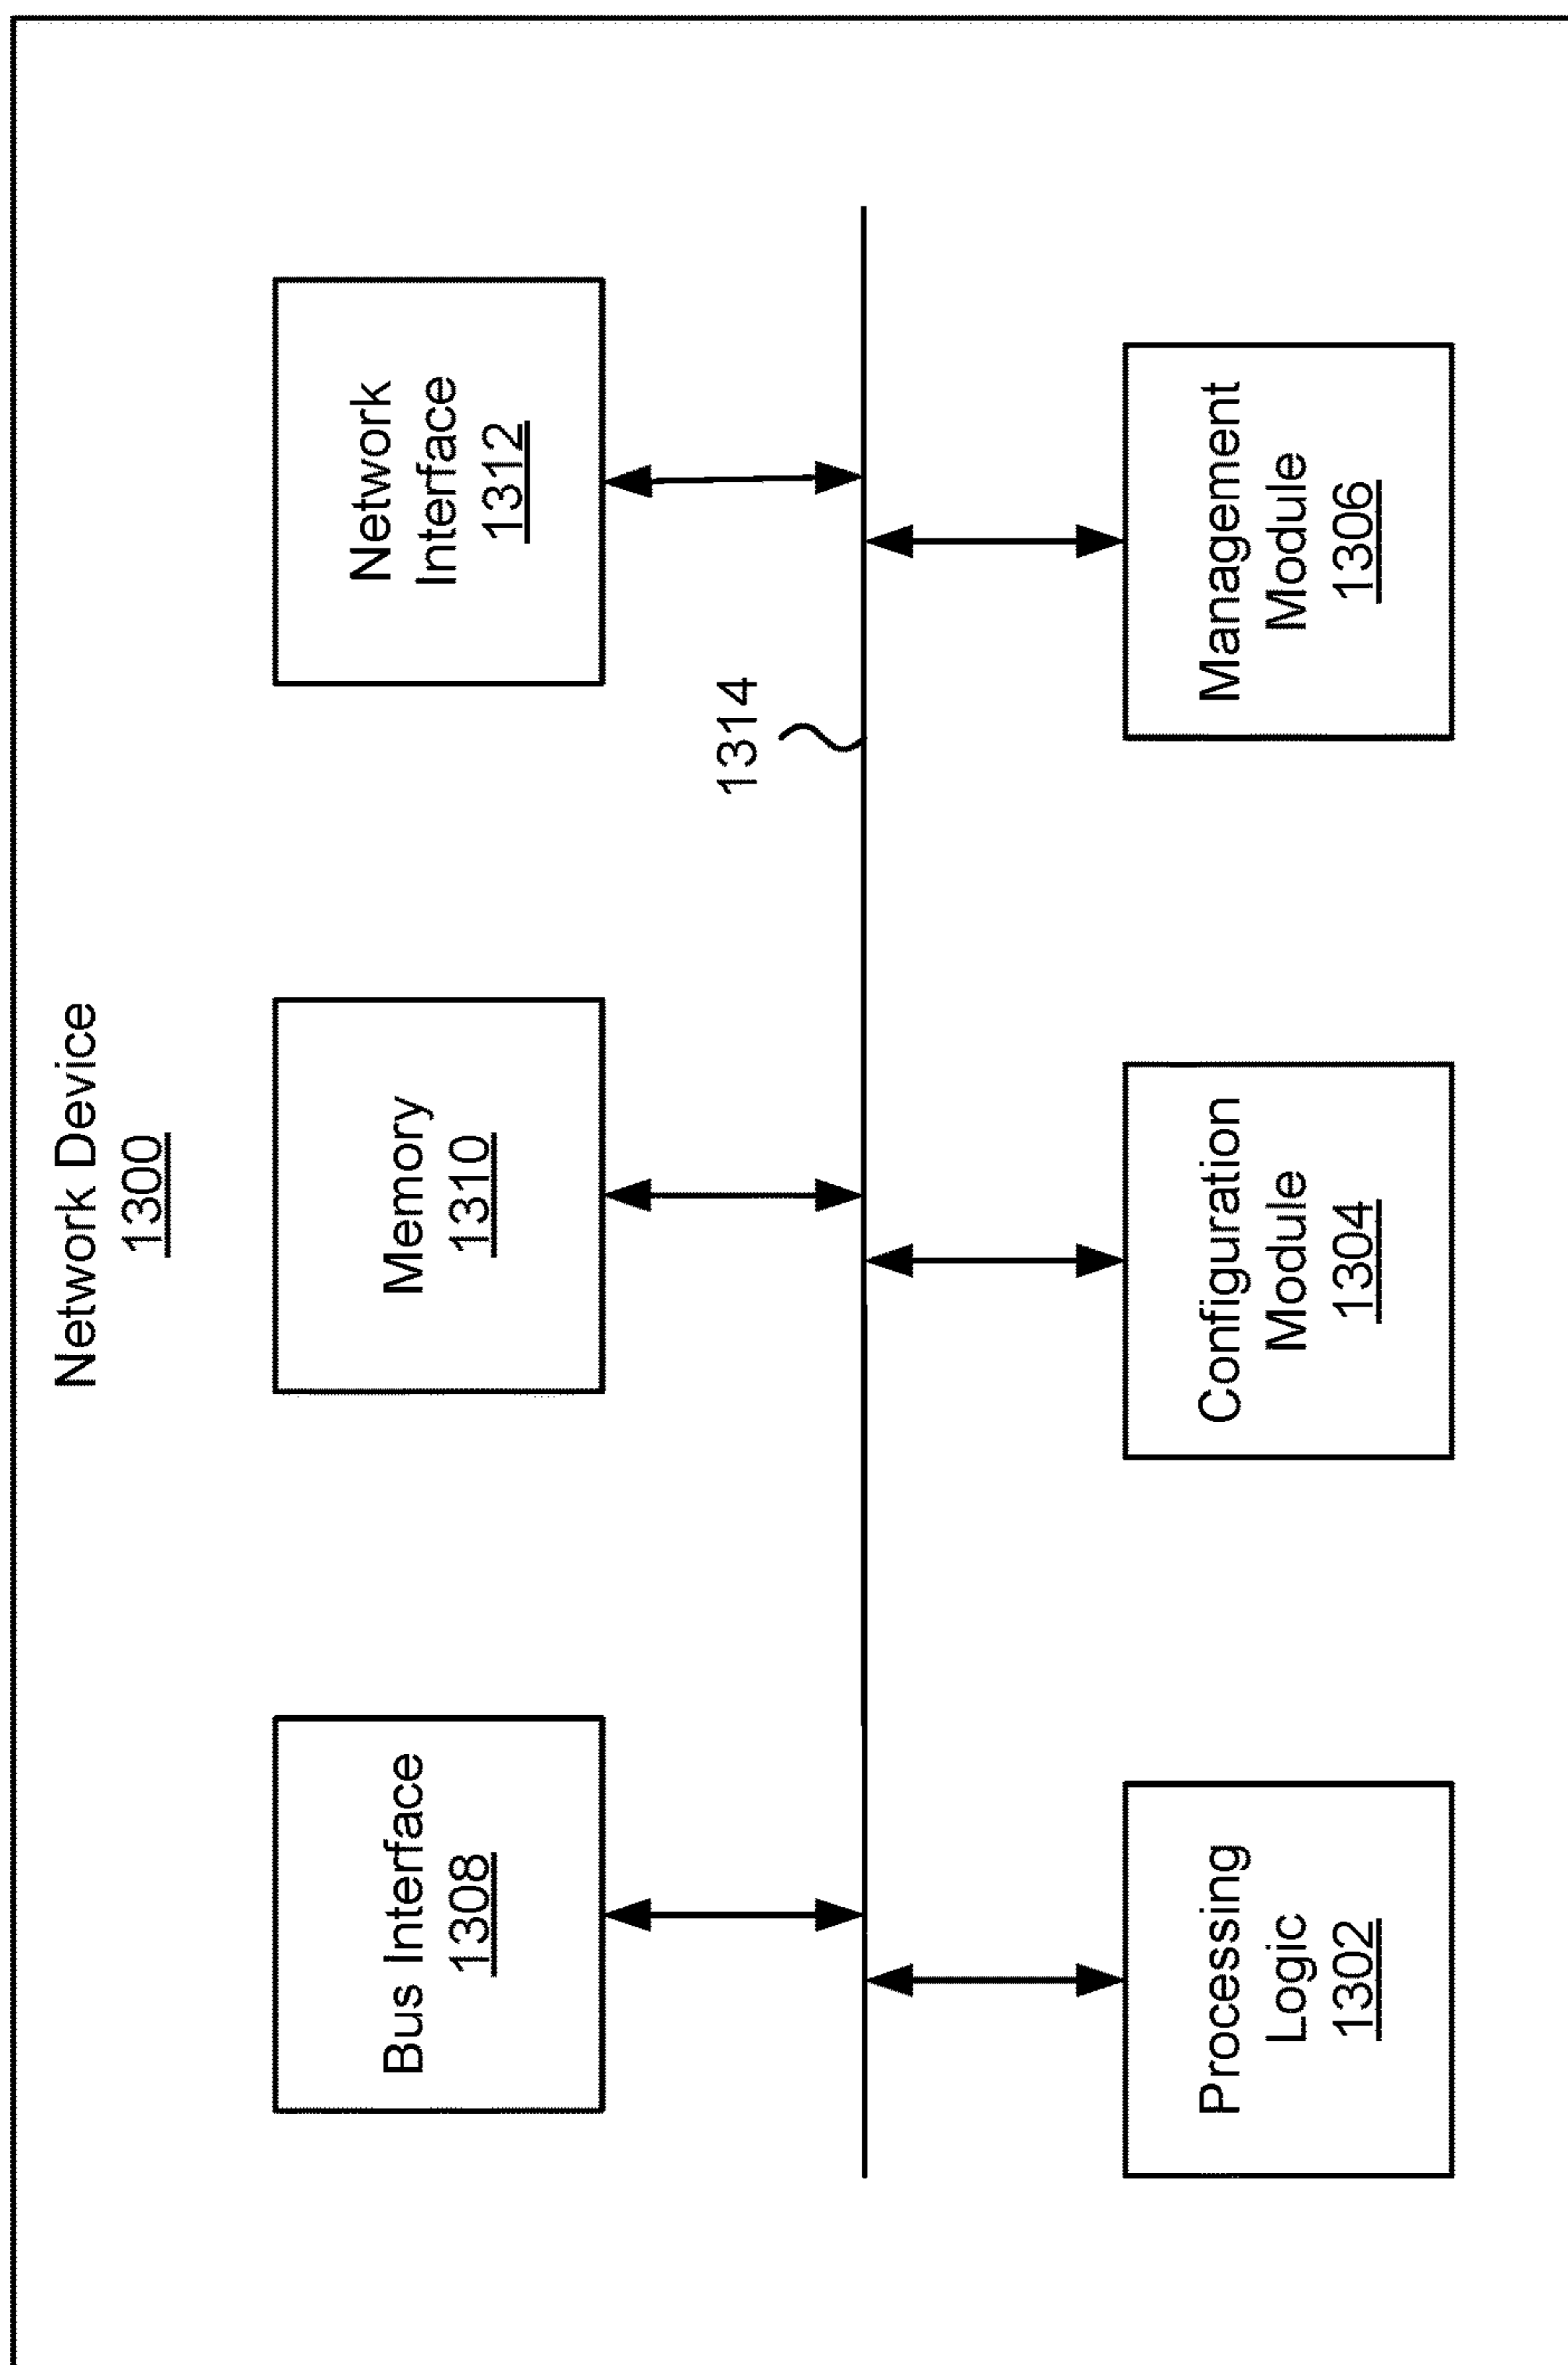 Network Device
1300
Bus Interface
1308
Memory
1310
Network
Interface
1312
1314
Processing
Logic
1302
Configuration
Module
1304
Management
Module
1306